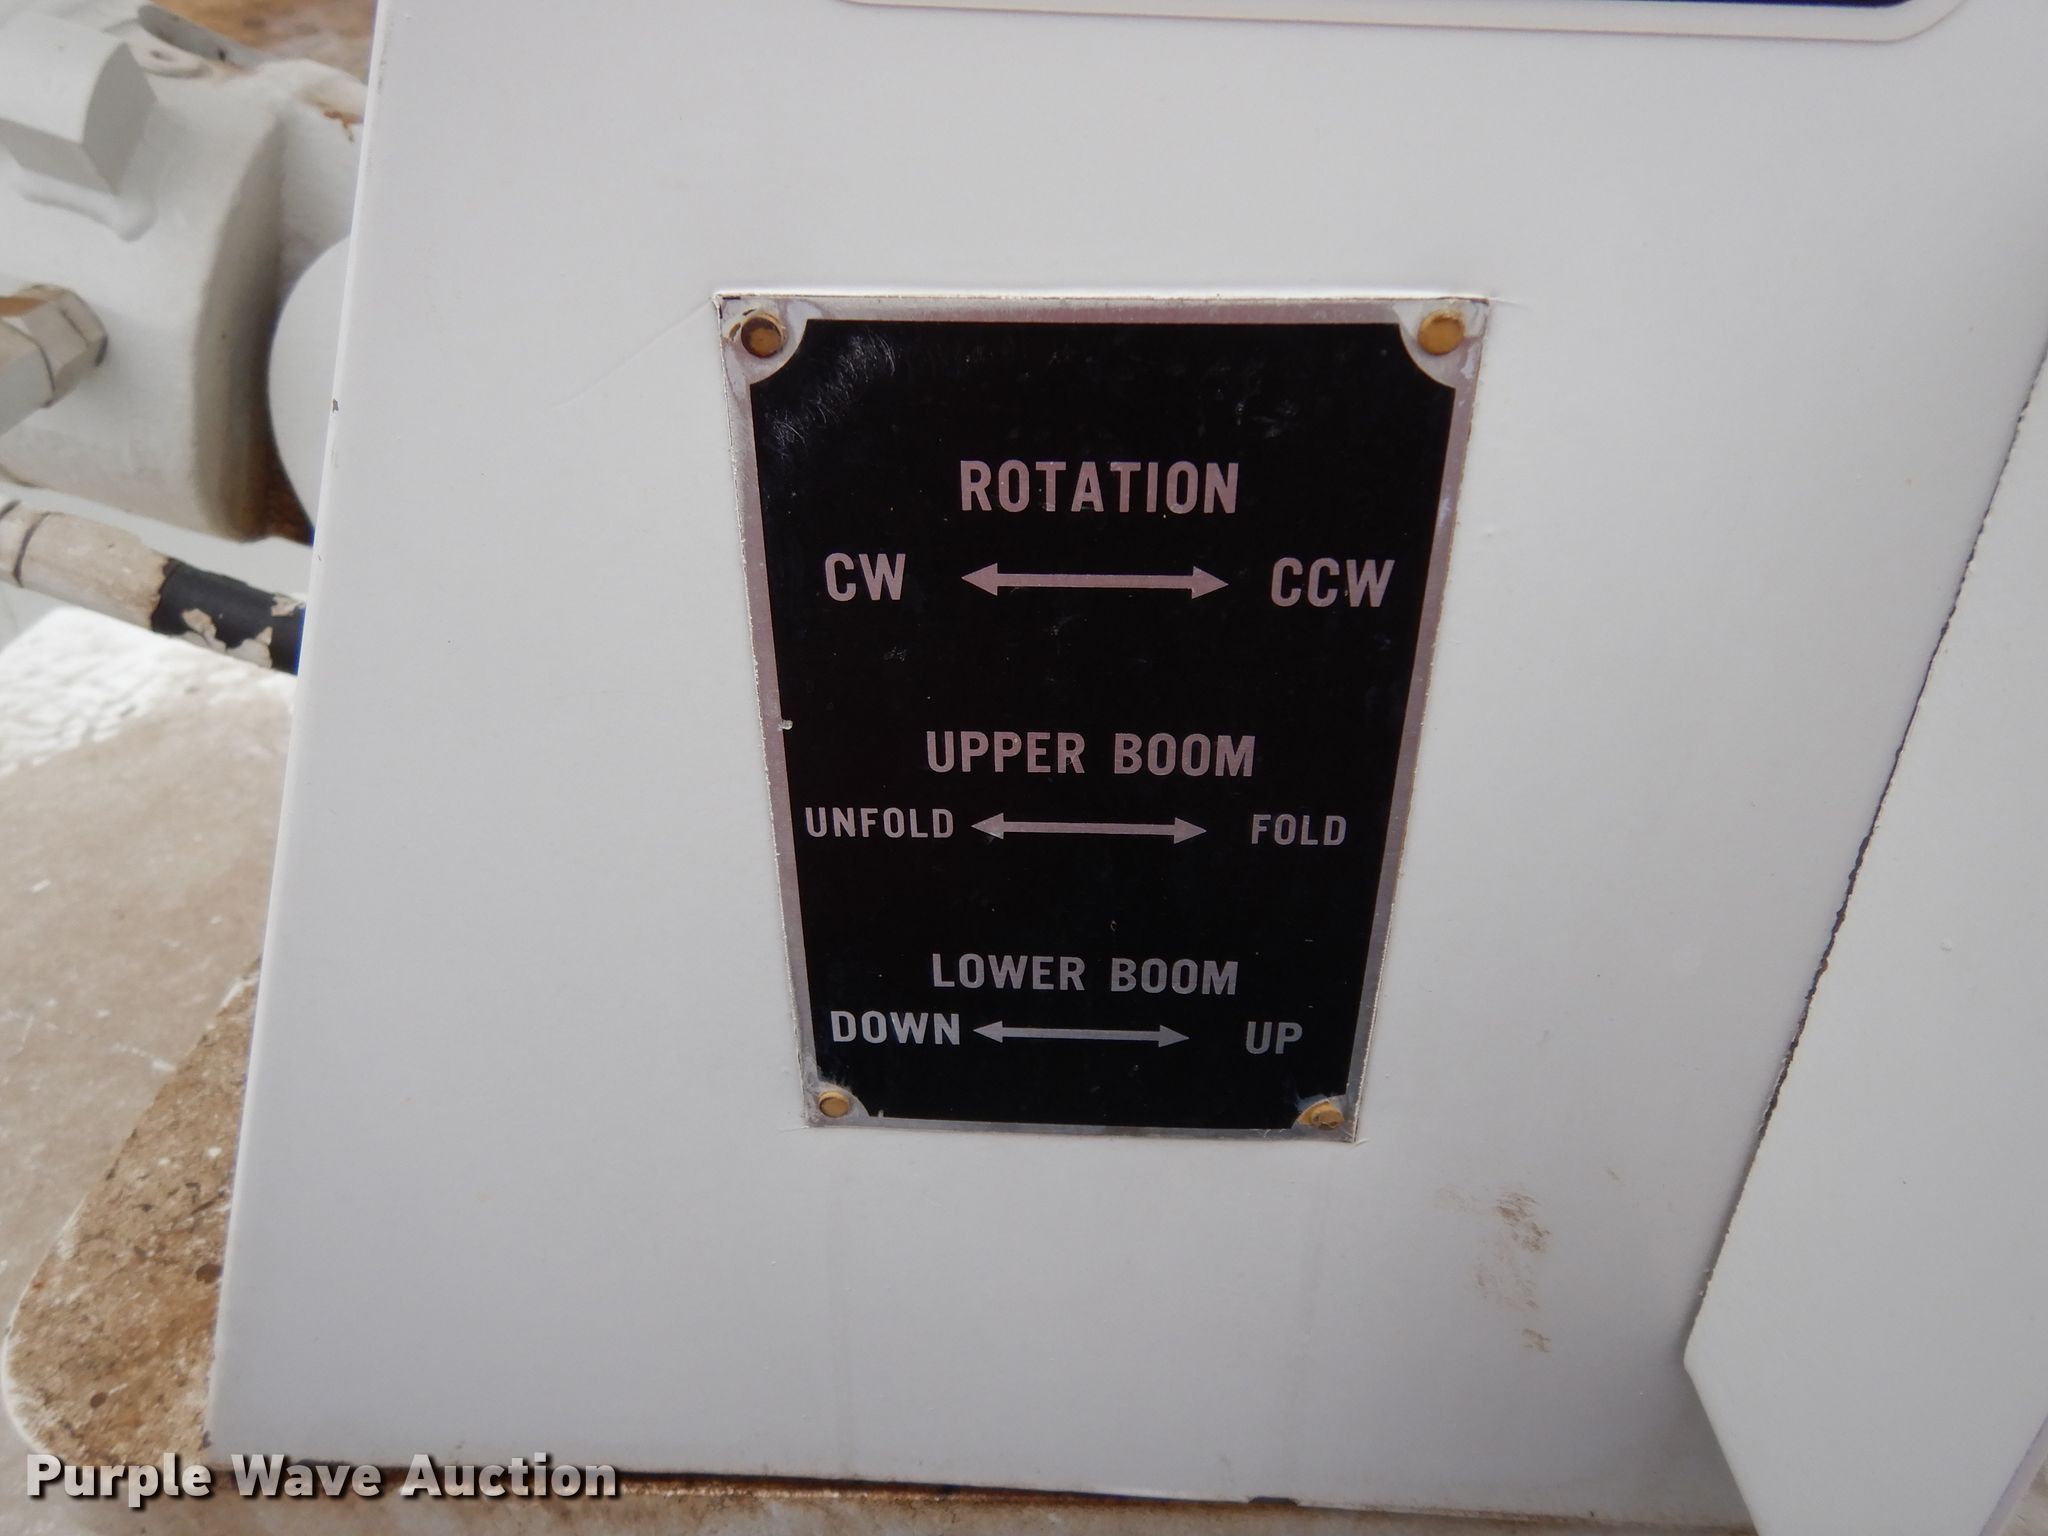 ROTATION
CW CCW
UPPER BOOM
UNFOLD FOLD
LOWER BOOM
DOWN UP
Purple Wave Auction